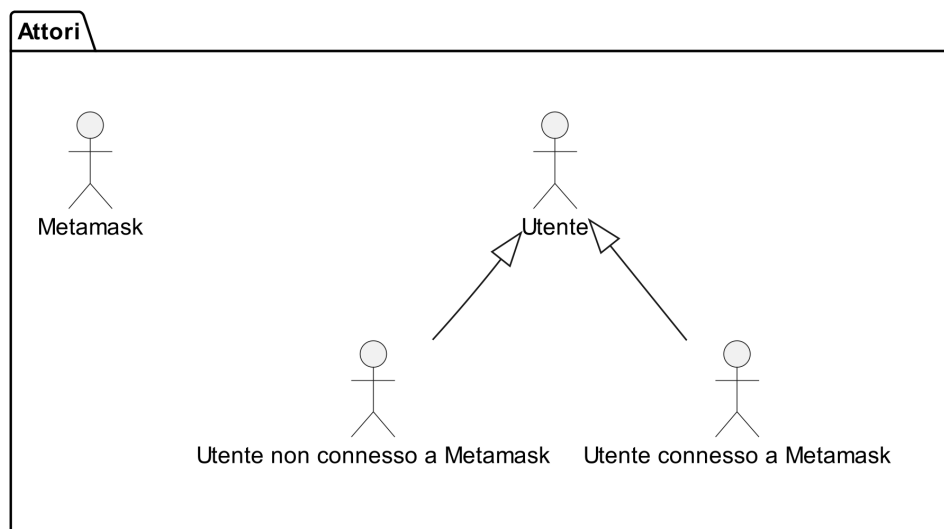 Attori
Metamask
Utente
Utente non connesso a Metamask
Utente connesso a Metamask